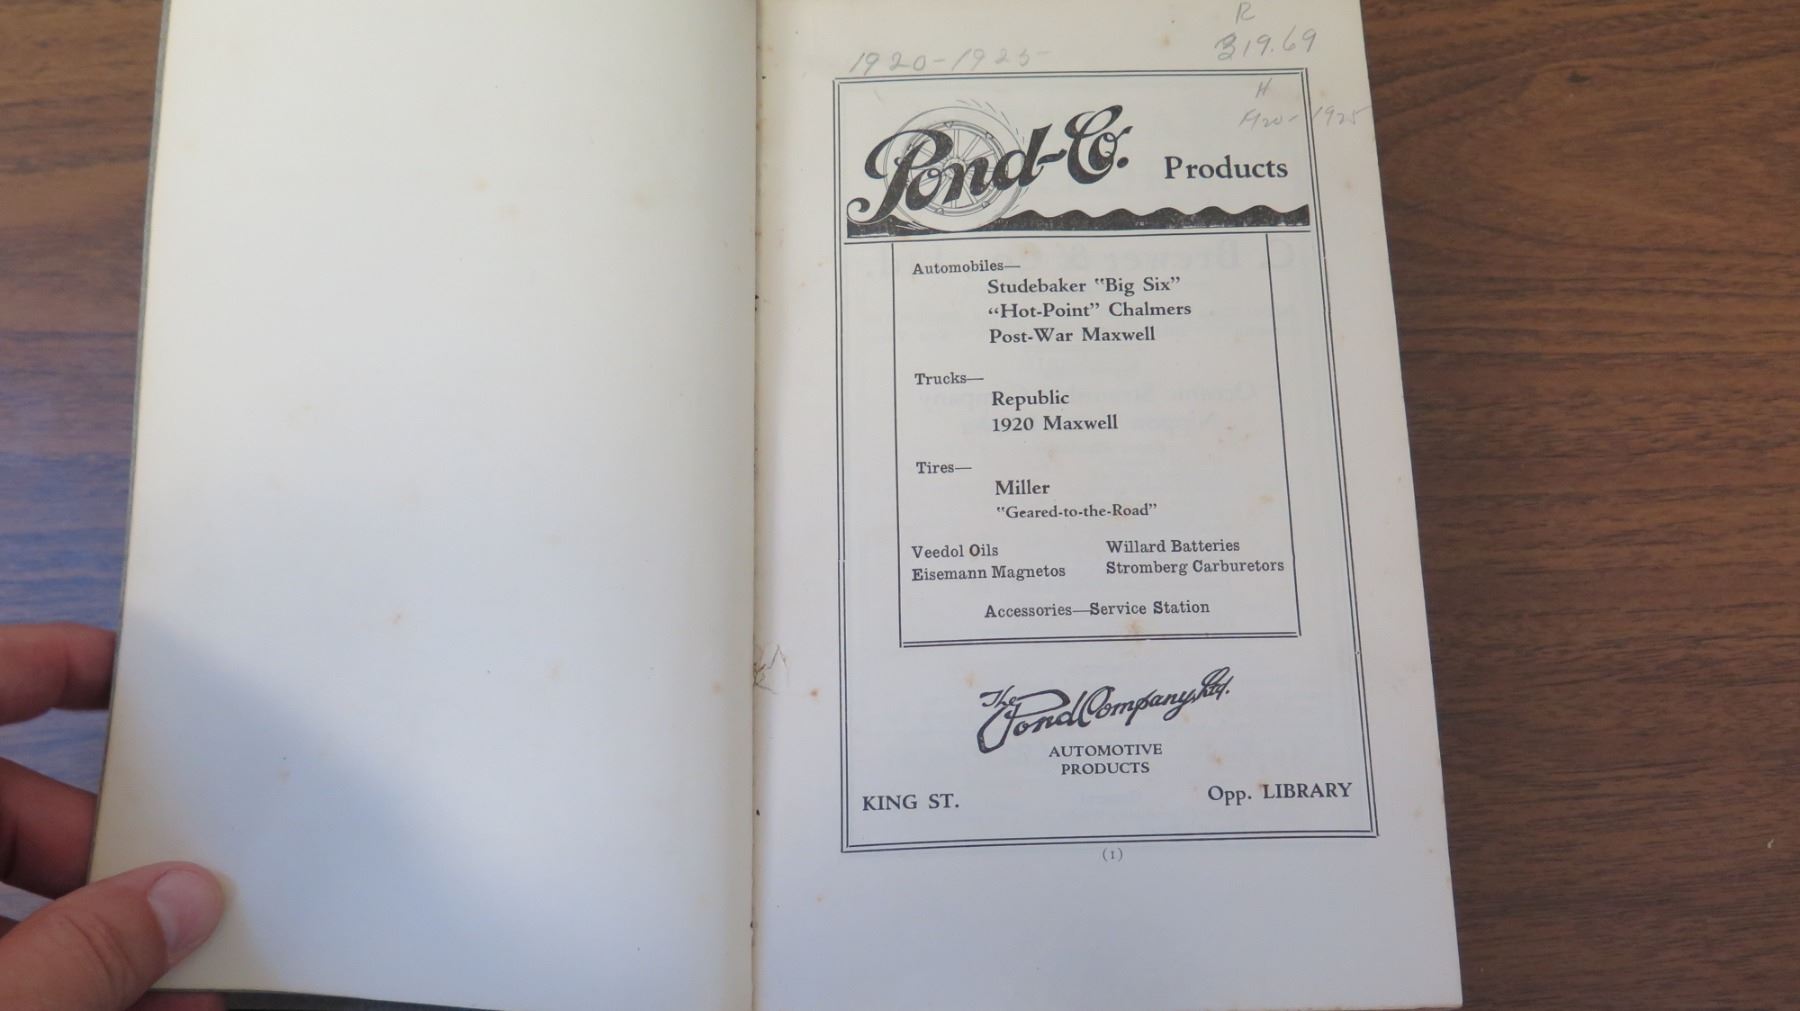 R
1920-1925
319.69
H
1920-1925
Pond-Co. Products
Automobiles—
Studebaker "Big Six"
"Hot-Point" Chalmers
Post-War Maxwell
Trucks—
Republic
1920 Maxwell
Tires—
Miller
"Geared-to-the-Road"
Veedol Oils Willard Batteries
Eisemann Magnetos Stromberg Carburetors
Accessories—Service Station
The Pond Company, Ltd.
AUTOMOTIVE
PRODUCTS
KING ST. Opp. LIBRARY
(1)